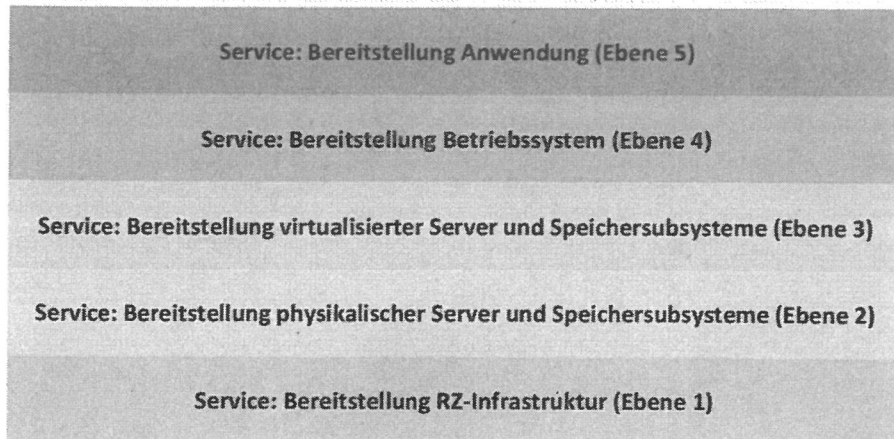 Service: Bereitstellung Anwendung (Ebene 5)
Service: Bereitstellung Betriebssystem (Ebene 4)
Service: Bereitstellung virtualisierter Server und Speichersubsysteme (Ebene 3)
Service: Bereitstellung physikalischer Server und Speichersubsysteme (Ebene 2)
Service: Bereitstellung RZ-Infrastruktur (Ebene 1)